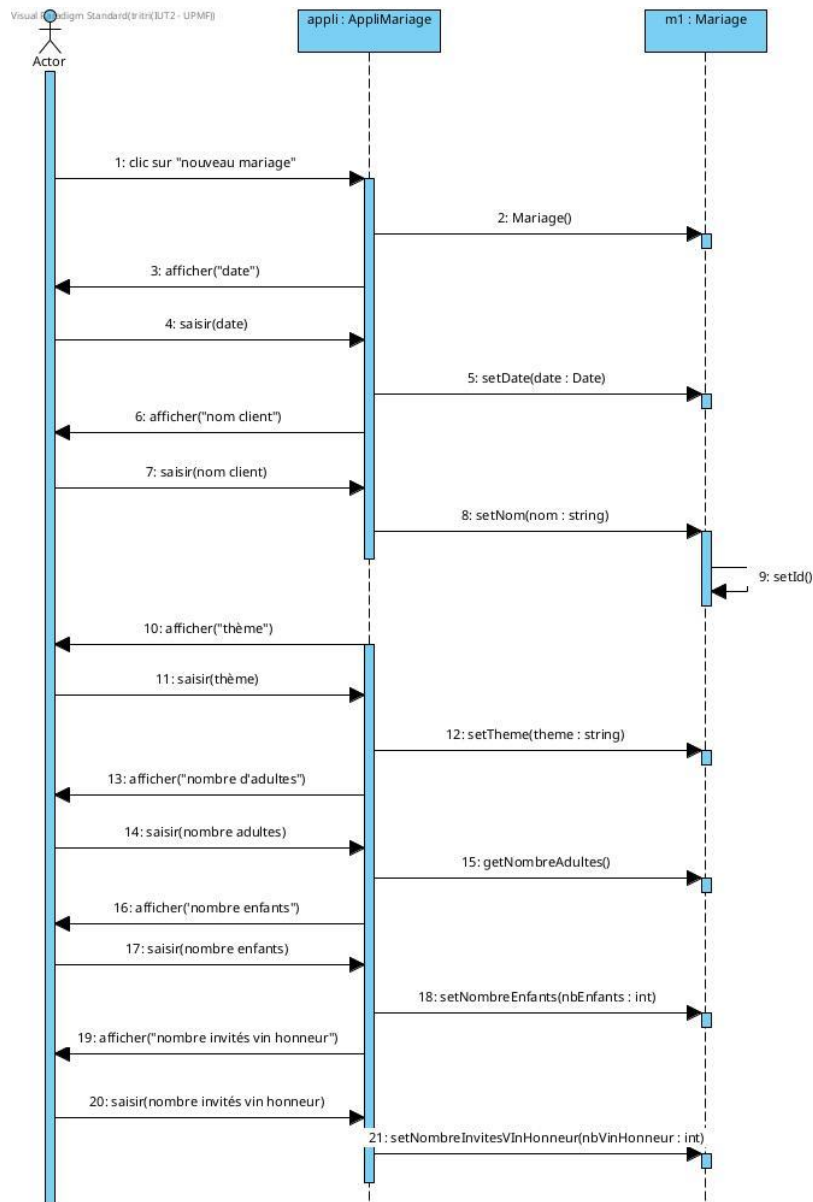 Visual Paradigm Standard(tritri(IUT2 - UPMF))
appli : AppliMariage
m1 : Mariage
Actor
1: clic sur "nouveau mariage"
2: Mariage()
3: afficher("date")
4: saisir(date)
5: setDate(date : Date)
6: afficher("nom client")
7: saisir(nom client)
8: setNom(nom : string)
9: setId()
10: afficher("thème")
11: saisir(thème)
12: setTheme(theme : string)
13: afficher("nombre d'adultes")
14: saisir(nombre adultes)
15: getNombreAdultes()
16: afficher('nombre enfants")
17: saisir(nombre enfants)
18: setNombreEnfants(nbEnfants : int)
19: afficher("nombre invités vin honneur")
20: saisir(nombre invités vin honneur)
21: setNombreInvitesVInHonneur(nbVinHonneur : int)